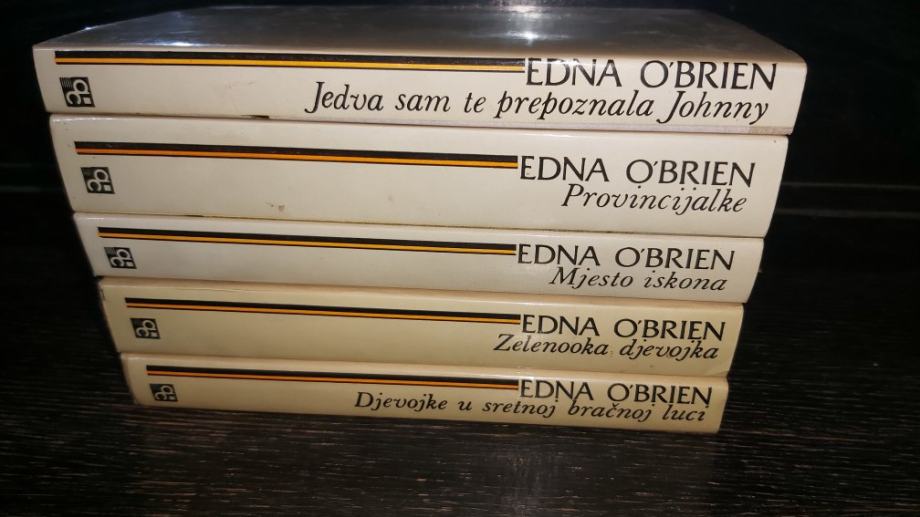 EDNA O'BRIEN
Jedva sam te prepoznala Johnny
EDNA O'BRIEN
Provincijalke
EDNA O'BRIEN
Mjesto iskona
EDNA O'BRIEN
Zelenooka djevojka
EDNA O'BRIEN
Djevojke u sretnoj bračnoj luci